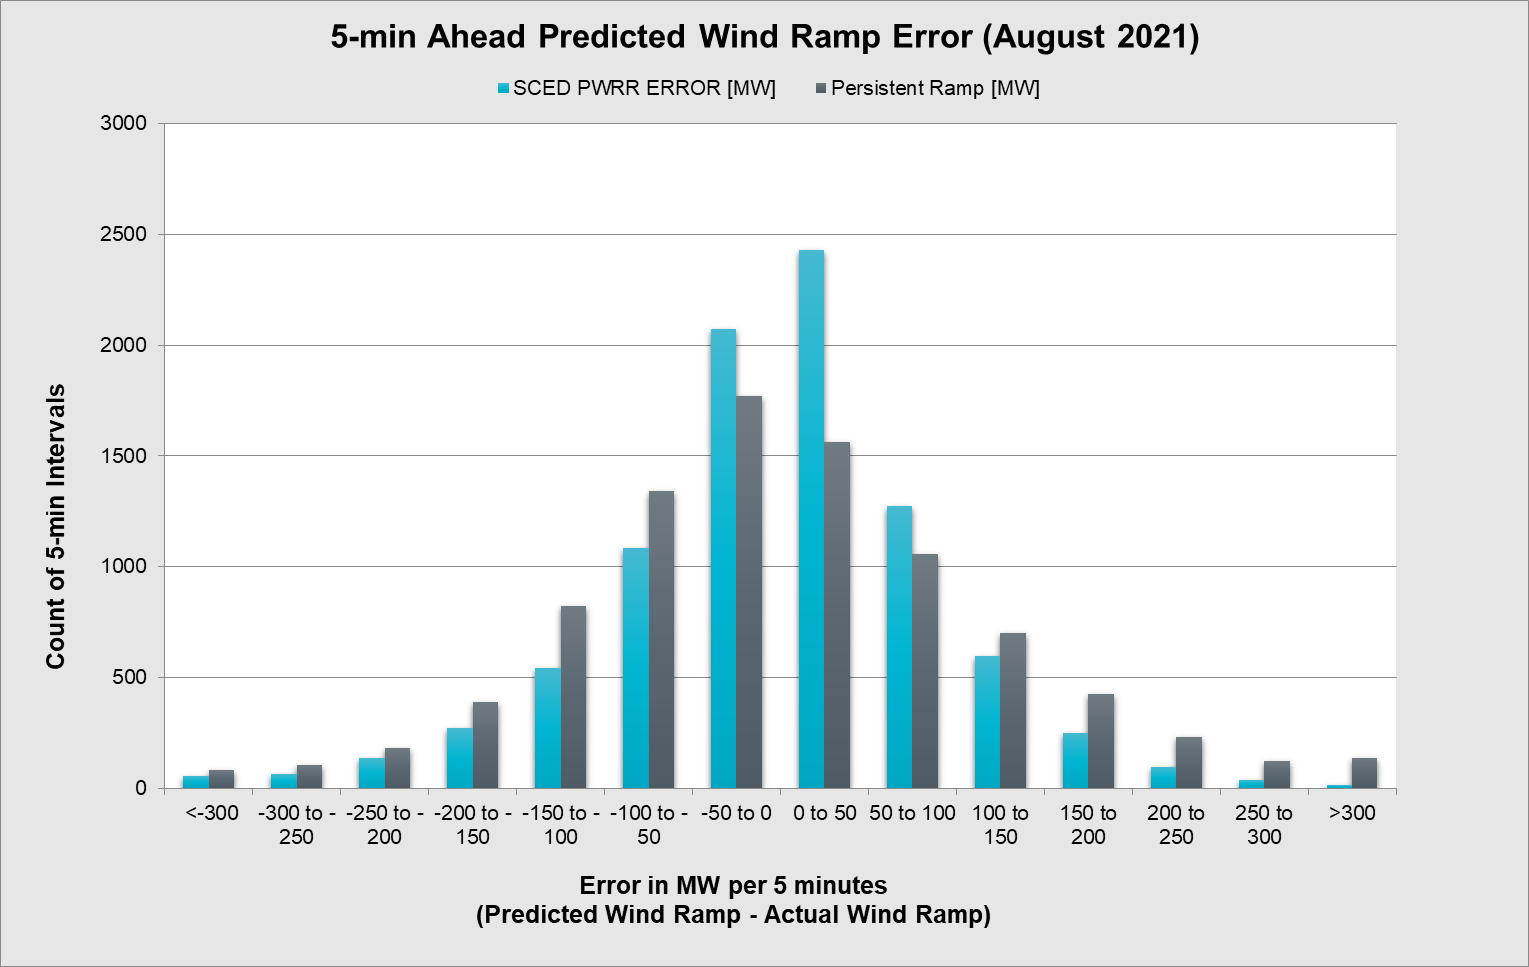 5-min Ahead Predicted Wind Ramp Error (August 2021)
SCED PWRR ERROR [MW] Persistent Ramp [MW]
3000
2500
2000
1500
1000
500
0
Count of 5-min Intervals
<-300 -300 to - -250 to - -200 to - -150 to - -100 to - -50 to 0 0 to 50 50 to 100 100 to 150 to 200 to 250 to >300
250 200 150 100 50 150 200 250 300
Error in MW per 5 minutes
(Predicted Wind Ramp - Actual Wind Ramp)